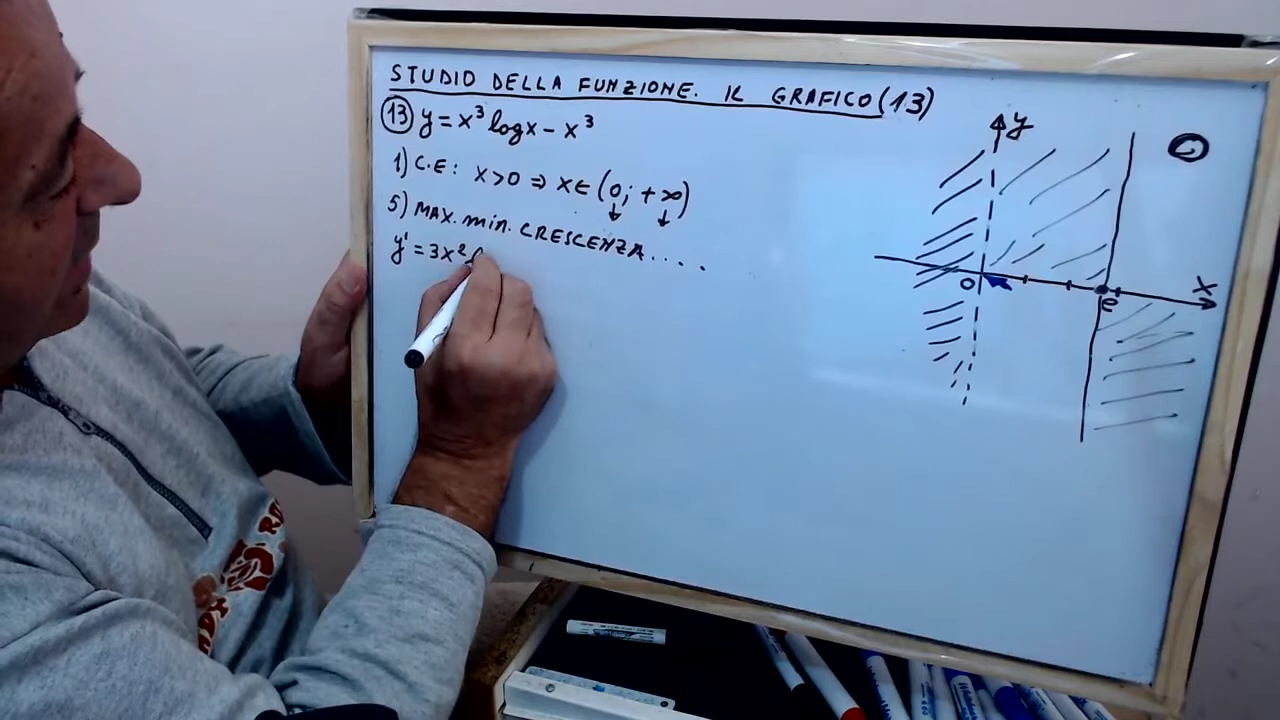 STUDIO DELLA FUNZIONE. IL GRAFICO (13)
13 y = x³ logx - x³
1) C.E: x>0 ⇒ x∈(0; +∞)
5) MAX. min. CRESCENZA....
y' = 3x²
y
0
e
x